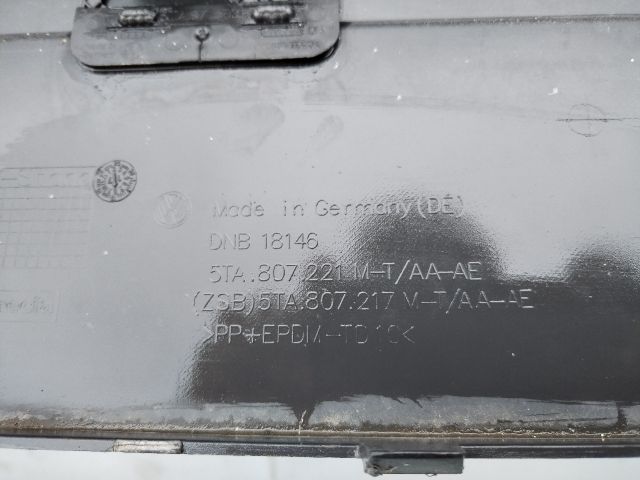 Made in Germany(DE)
DNB 18146
5TA.807.221 M-T/AA-AE
(ZSB)5TA.807.217 M-T/AA-AE
>PP+EPDM-TD10<